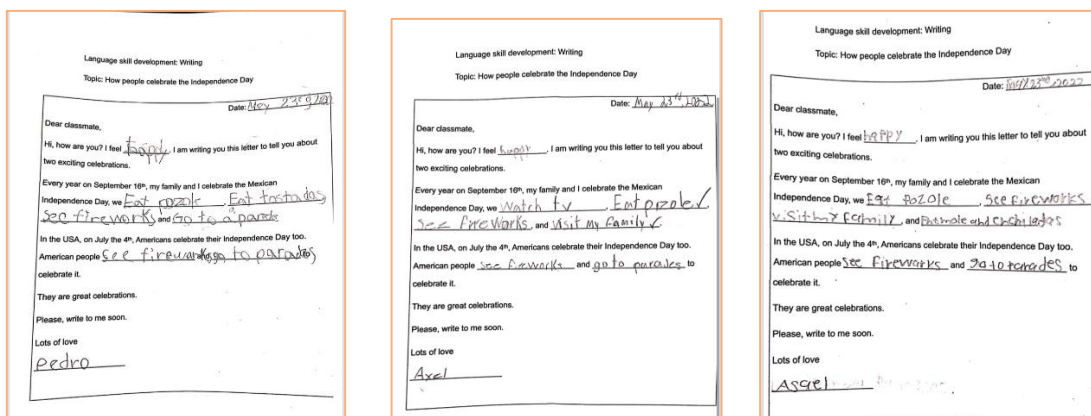 Language skill development: Writing
Topic: How people celebrate the Independence Day
Date: May 23rd
Dear classmate,
Hi, how are you? I feel happy, I am writing you this letter to tell you about
two exciting celebrations.
Every year on September 16th, my family and I celebrate the Mexican
Independence Day, we Eat pozole, Eat tostadas
see fireworks and Go to a parade
In the USA, on July the 4th, Americans celebrate their Independence Day too.
American people see fireworks go to parades
celebrate it.
They are great celebrations.
Please, write to me soon.
Lots of love
Pedro
Language skill development: Writing
Topic: How people celebrate the Independence Day
Date: May 23rd, 2022
Dear classmate,
Hi, how are you? I feel happy, I am writing you this letter to tell you about
two exciting celebrations.
Every year on September 16th, my family and I celebrate the Mexican
Independence Day, we Watch tv, Eat pozole
See fireworks, and visit my family.
In the USA, on July the 4th, Americans celebrate their Independence Day too.
American people see fireworks and go to parades to
celebrate it.
They are great celebrations.
Please, write to me soon.
Lots of love
Axel
Language skill development: Writing
Topic: How people celebrate the Independence Day
Date: 23rd 2022
Dear classmate,
Hi, how are you? I feel happy, I am writing you this letter to tell you about
two exciting celebrations.
Every year on September 16th, my family and I celebrate the Mexican
Independence Day, we Eat Pozole, see fireworks
visit my family, and Eat mole and enchiladas
In the USA, on July the 4th, Americans celebrate their Independence Day too.
American people see fireworks and go to parades to
celebrate it.
They are great celebrations.
Please, write to me soon.
Lots of love
Asael